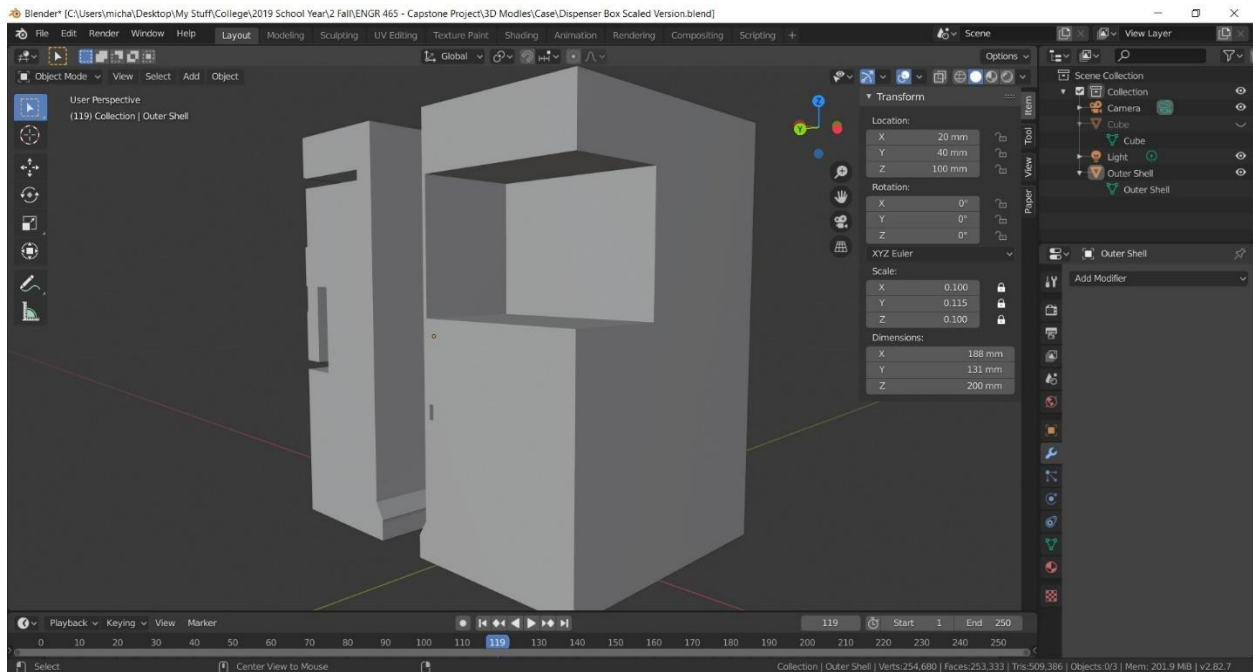 Blender* [C:\Users\micha\Desktop\My Stuff\College\2019 School Year\2 Fall\ENGR 465 - Capstone Project\3D Modles\Case\Dispenser Box Scaled Version.blend]
File Edit Render Window Help Layout Modeling Sculpting UV Editing Texture Paint Shading Animation Rendering Compositing Scripting + Scene View Layer
Global Options
Object Mode View Select Add Object
User Perspective
(119) Collection | Outer Shell
Z
Y
Transform
Location:
X 20 mm
Y 40 mm
Z 100 mm
Rotation:
X 0°
Y 0°
Z 0°
XYZ Euler
Scale:
X 0.100
Y 0.115
Z 0.100
Dimensions:
X 188 mm
Y 131 mm
Z 200 mm
Item
Tool
View
Paper
Scene Collection
Collection
Camera
Cube
Cube
Light
Outer Shell
Outer Shell
Outer Shell
Add Modifier
Playback Keying View Marker 119 Start 1 End 250
0 10 20 30 40 50 60 70 80 90 100 110 119 130 140 150 160 170 180 190 200 210 220 230 240 250
Select Center View to Mouse Collection | Outer Shell | Verts:254,680 | Faces:253,333 | Tris:509,386 | Objects:0/3 | Mem: 201.9 MiB | v2.82.7